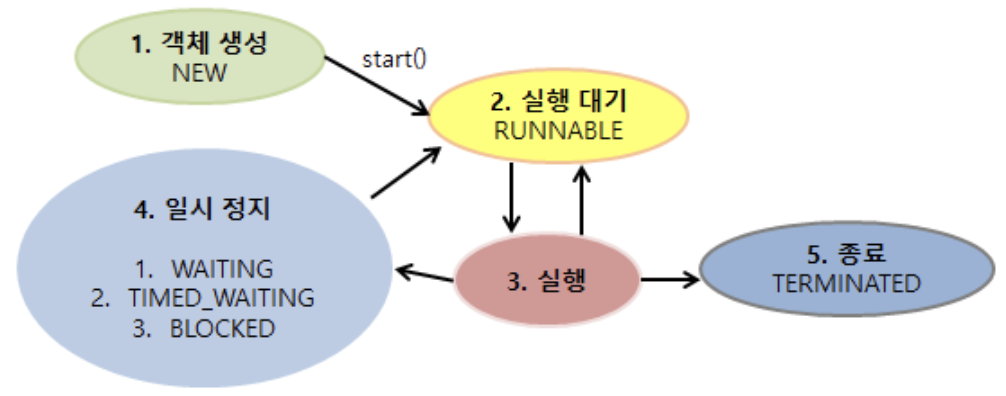 1. 객체 생성
NEW
start()
2. 실행 대기
RUNNABLE
4. 일시 정지
1. WAITING
2. TIMED_WAITING
3. BLOCKED
3. 실행
5. 종료
TERMINATED